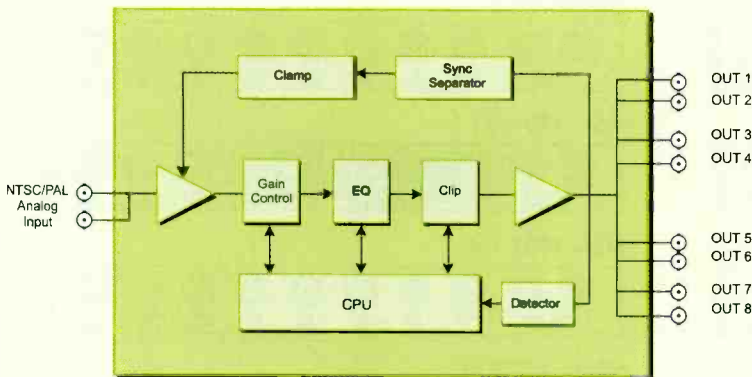 Clamp
Sync
Separator
OUT 1
OUT 2
OUT 3
OUT 4
NTSC/PAL
Analog
Input
Gain
Control
EQ
Clip
OUT 5
OUT 6
CPU
Detector
OUT 7
OUT 8